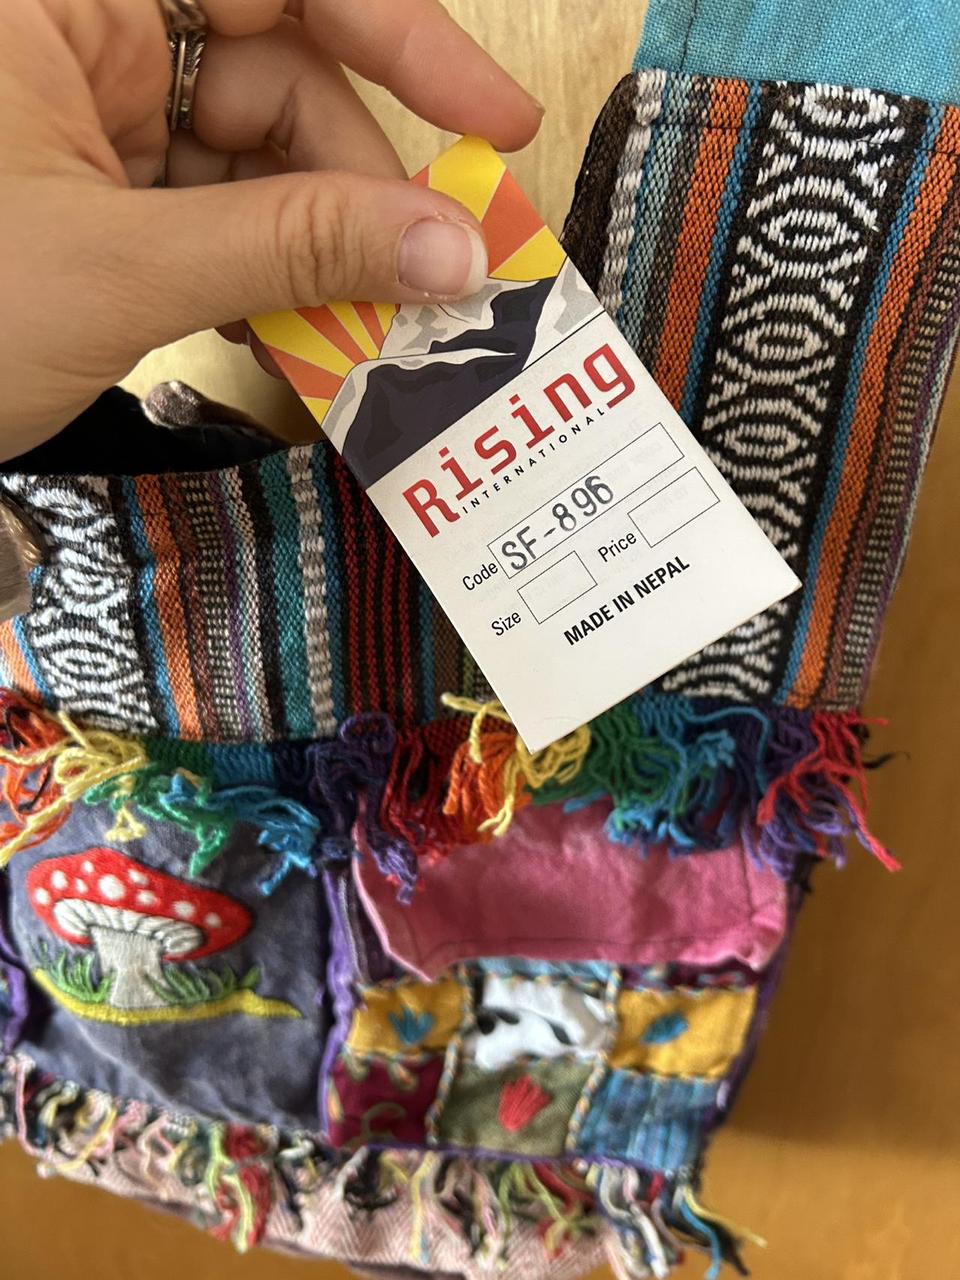 Rising
INTERNATIONAL
Code SF-896
Size Price
MADE IN NEPAL